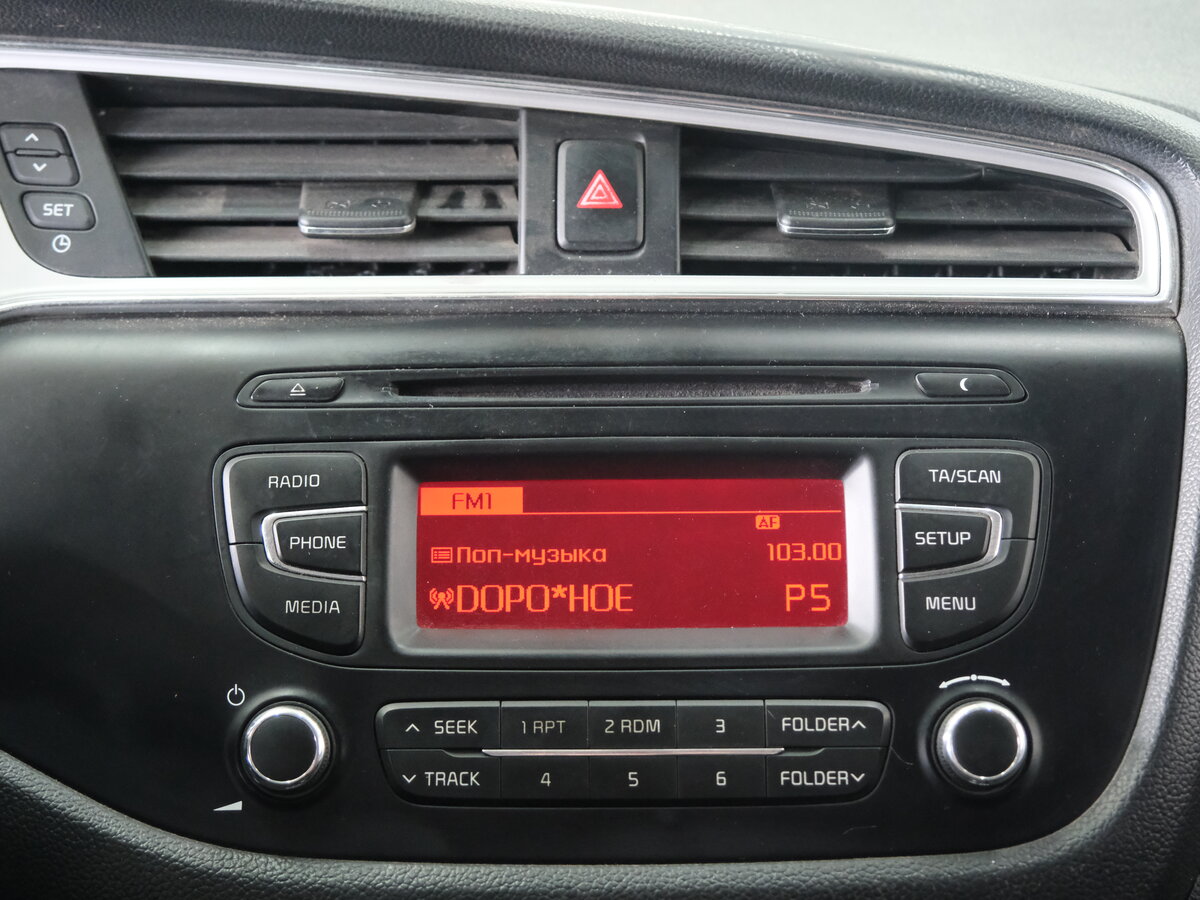 SET
RADIO
PHONE
MEDIA
FM1
AF
Поп-музыка 103.00
DOPO*HOE P5
TA/SCAN
SETUP
MENU
SEEK 1 RPT 2 RDM 3 FOLDER
TRACK 4 5 6 FOLDER